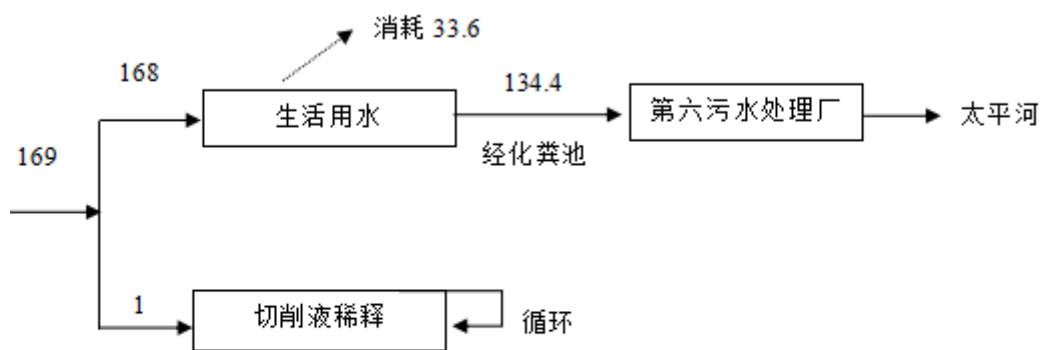 消耗 33.6
168
134.4
生活用水
第六污水处理厂
太平河
经化粪池
169
1
切削液稀释
循环